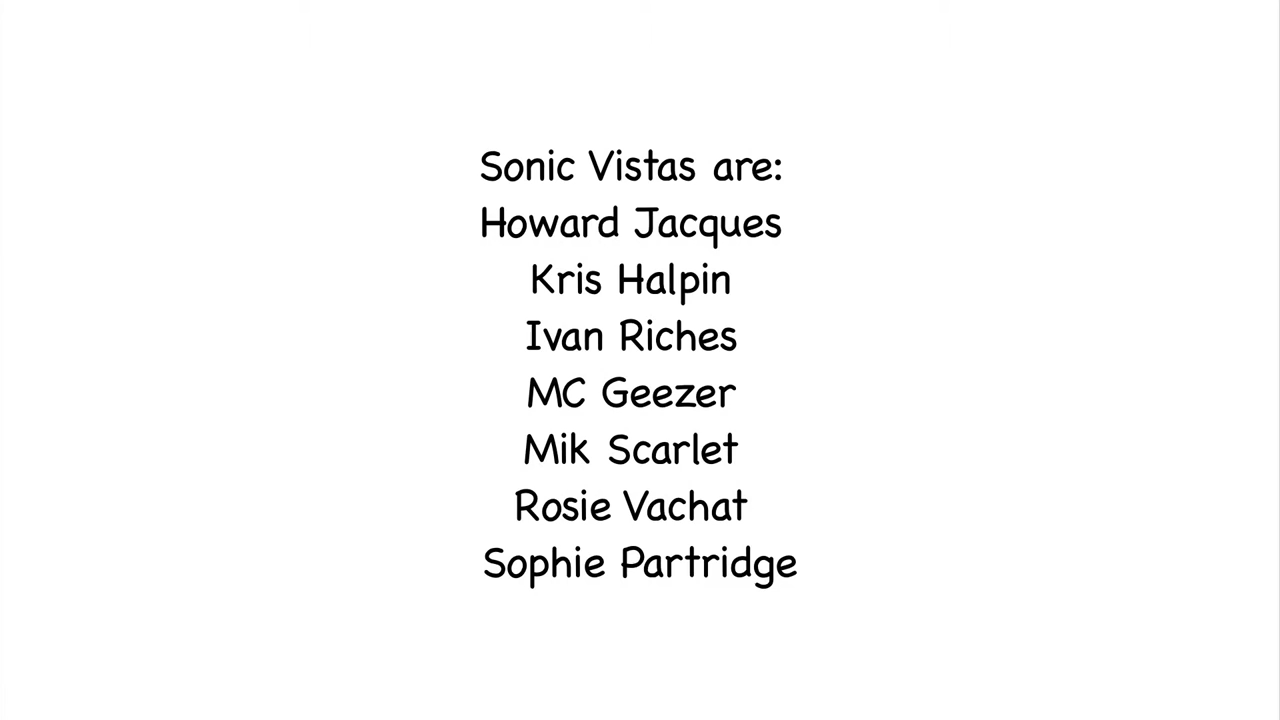 Sonic Vistas are:
Howard Jacques
Kris Halpin
Ivan Riches
MC Geezer
Mik Scarlet
Rosie Vachat
Sophie Partridge